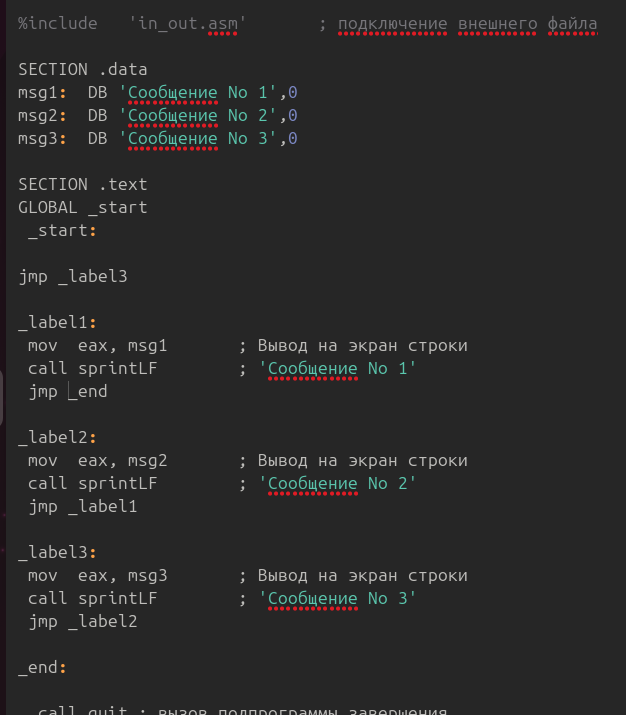 %include   'in_out.asm'       ; подключение внешнего файла
SECTION .data
msg1:  DB 'Сообщение No 1',0
msg2:  DB 'Сообщение No 2',0
msg3:  DB 'Сообщение No 3',0
SECTION .text
GLOBAL _start
 _start:
jmp _label3
_label1:
 mov  eax, msg1       ; Вывод на экран строки
 call sprintLF        ; 'Сообщение No 1'
 jmp _end
_label2:
 mov  eax, msg2       ; Вывод на экран строки
 call sprintLF        ; 'Сообщение No 2'
 jmp _label1
_label3:
 mov  eax, msg3       ; Вывод на экран строки
 call sprintLF        ; 'Сообщение No 3'
 jmp _label2
_end:
  call quit ; вызов подпрограммы завершения